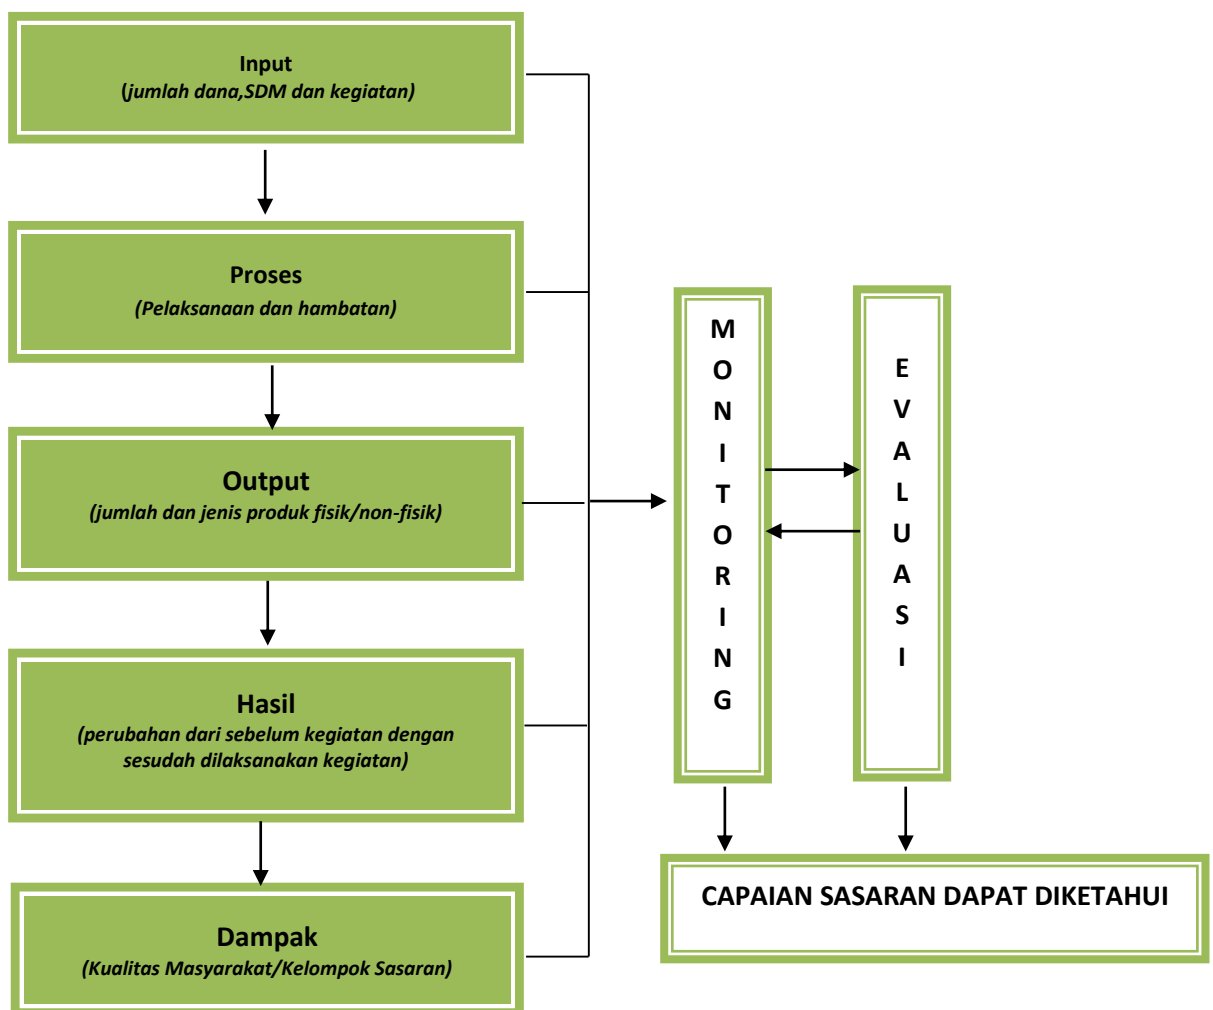 Input
(jumlah dana,SDM dan kegiatan)
Proses
(Pelaksanaan dan hambatan)
Output
(jumlah dan jenis produk fisik/non-fisik)
Hasil
(perubahan dari sebelum kegiatan dengan
sesudah dilaksanakan kegiatan)
Dampak
(Kualitas Masyarakat/Kelompok Sasaran)
M
O
N
I
T
O
R
I
N
G
E
V
A
L
U
A
S
I
CAPAIAN SASARAN DAPAT DIKETAHUI